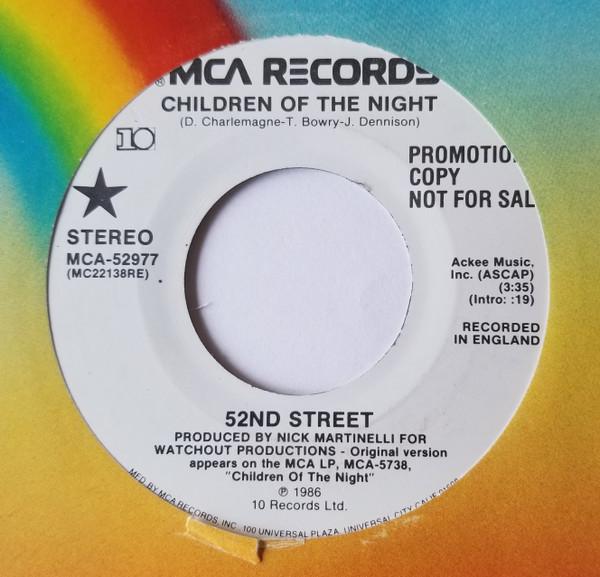 MCA RECORDS
CHILDREN OF THE NIGHT
(D. Charlemagne-T. Bowry-J. Dennison)
10
PROMOTIO
COPY
NOT FOR SAL
STEREO
MCA-52977
(MC22138RE)
Ackee Music,
Inc. (ASCAP)
(3:35)
(Intro: :19)
RECORDED
IN ENGLAND
52ND STREET
PRODUCED BY NICK MARTINELLI FOR
WATCHOUT PRODUCTIONS - Original version
appears on the MCA LP, MCA-5738,
"Children Of The Night"
℗ 1986
10 Records Ltd.
MFD BY MCA RECORDS, INC. 100 UNIVERSAL PLAZA, UNIVERSAL CITY, CALIF.